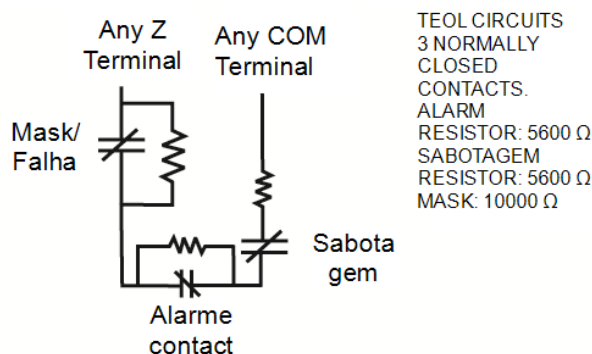 Any Z
Terminal
Any COM
Terminal
Mask/
Falha
Sabota
gem
Alarme
contact
TEOL CIRCUITS
3 NORMALLY
CLOSED
CONTACTS.
ALARM
RESISTOR: 5600 Ω
SABOTAGEM
RESISTOR: 5600 Ω
MASK: 10000 Ω